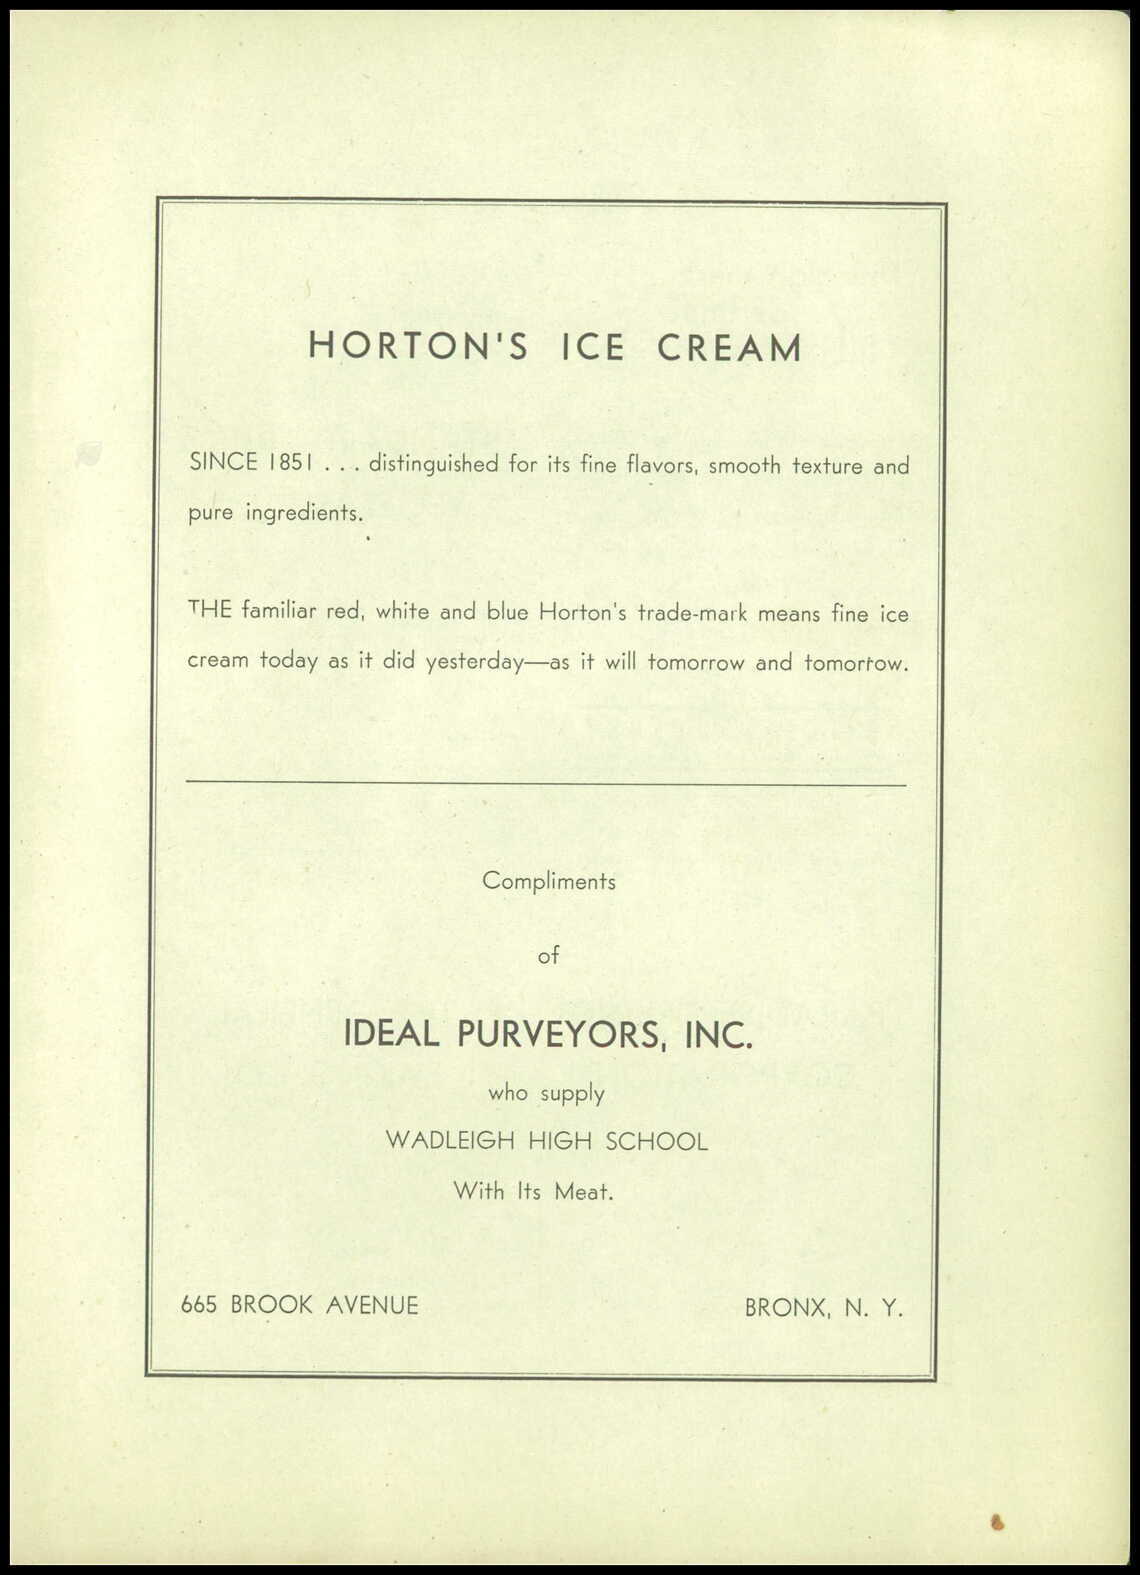 HORTON'S ICE CREAM
SINCE 1851 . . . distinguished for its fine flavors, smooth texture and
pure ingredients.
THE familiar red, white and blue Horton's trade-mark means fine ice
cream today as it did yesterday—as it will tomorrow and tomorrow.
Compliments
of
IDEAL PURVEYORS, INC.
who supply
WADLEIGH HIGH SCHOOL
With Its Meat.
665 BROOK AVENUE BRONX, N. Y.